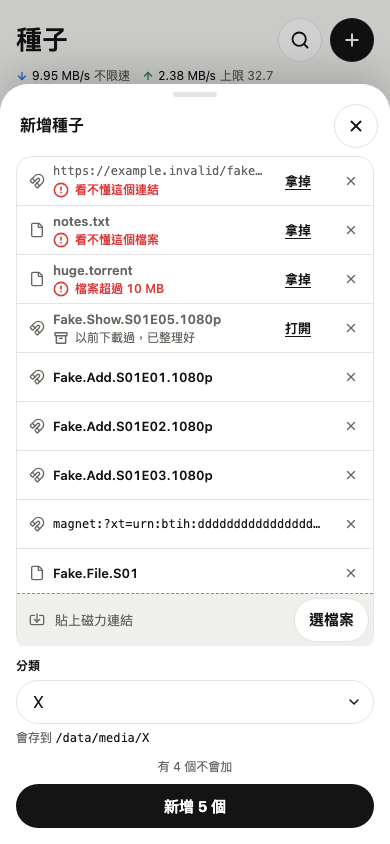 種子
9.95 MB/s 不限速 2.38 MB/s 上限 32.7
新增種子
https://example.invalid/fake…
看不懂這個連結
拿掉
notes.txt
看不懂這個檔案
拿掉
huge.torrent
檔案超過 10 MB
拿掉
Fake.Show.S01E05.1080p
以前下載過，已整理好
打開
Fake.Add.S01E01.1080p
Fake.Add.S01E02.1080p
Fake.Add.S01E03.1080p
magnet:?xt=urn:btih:dddddddddddddddd…
Fake.File.S01
貼上磁力連結
選檔案
分類
X
會存到 /data/media/X
有 4 個不會加
新增 5 個